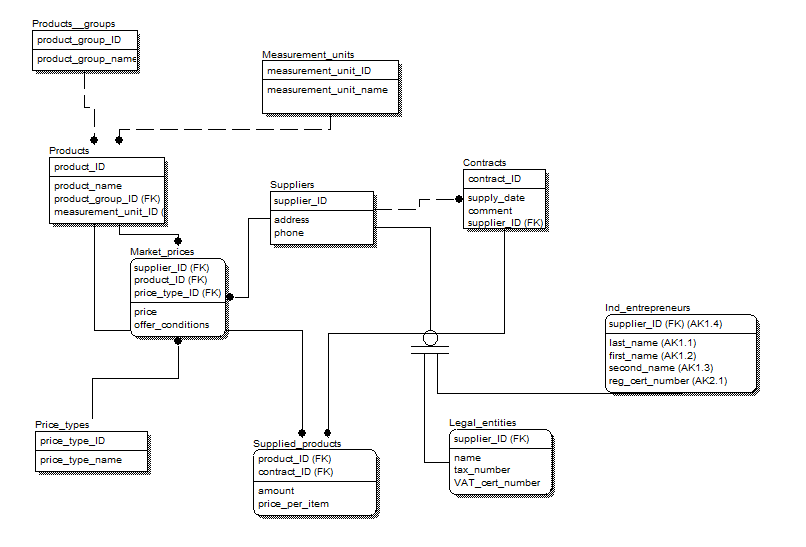 Products__groups
product_group_ID
product_group_name
Measurement_units
measurement_unit_ID
measurement_unit_name
Products
product_ID
product_name
product_group_ID (FK)
measurement_unit_ID (
Suppliers
supplier_ID
address
phone
Contracts
contract_ID
supply_date
comment
supplier_ID (FK)
Market_prices
supplier_ID (FK)
product_ID (FK)
price_type_ID (FK)
price
offer_conditions
Ind_entrepreneurs
supplier_ID (FK) (AK1.4)
last_name (AK1.1)
first_name (AK1.2)
second_name (AK1.3)
reg_cert_number (AK2.1)
Price_types
price_type_ID
price_type_name
Supplied_products
product_ID (FK)
contract_ID (FK)
amount
price_per_item
Legal_entities
supplier_ID (FK)
name
tax_number
VAT_cert_number